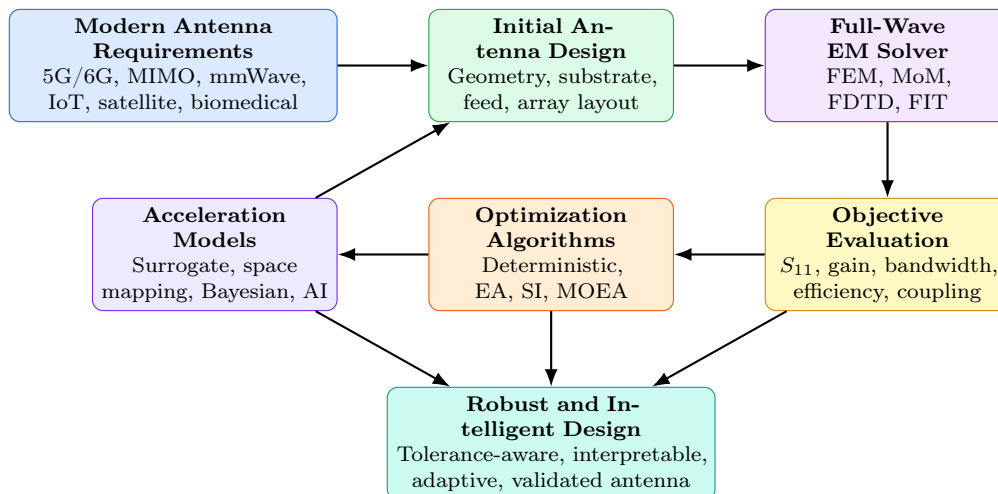 Modern Antenna
Requirements
5G/6G, MIMO, mmWave,
IoT, satellite, biomedical
Initial An-
tenna Design
Geometry, substrate,
feed, array layout
Full-Wave
EM Solver
FEM, MoM,
FDTD, FIT
Acceleration
Models
Surrogate, space
mapping, Bayesian, AI
Optimization
Algorithms
Deterministic,
EA, SI, MOEA
Objective
Evaluation
S₁₁, gain, bandwidth,
efficiency, coupling
Robust and In-
telligent Design
Tolerance-aware, interpretable,
adaptive, validated antenna